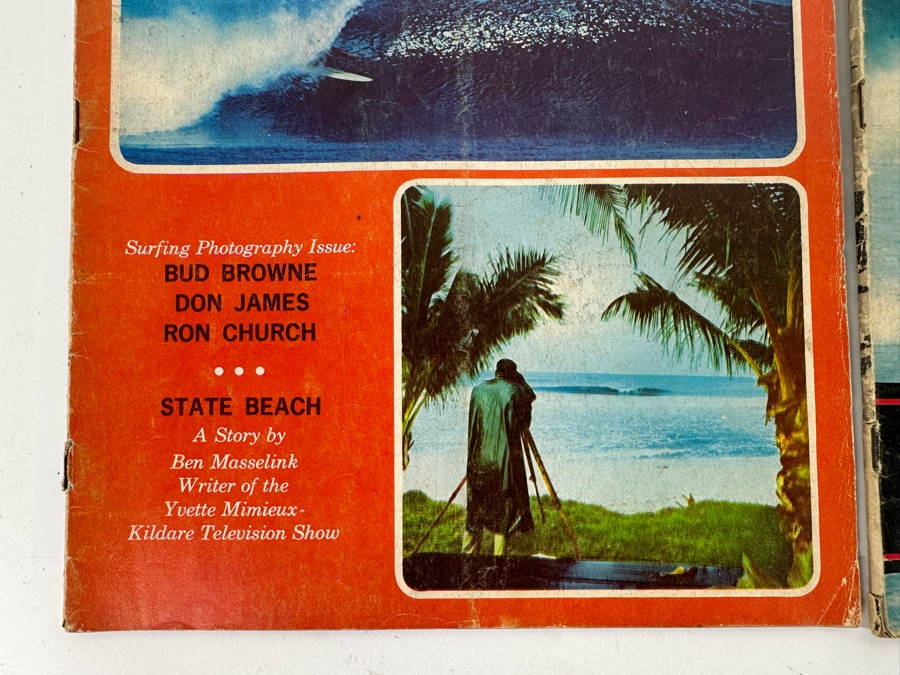 Surfing Photography Issue:
BUD BROWNE
DON JAMES
RON CHURCH
STATE BEACH
A Story by
Ben Masselink
Writer of the
Yvette Mimieux-
Kildare Television Show